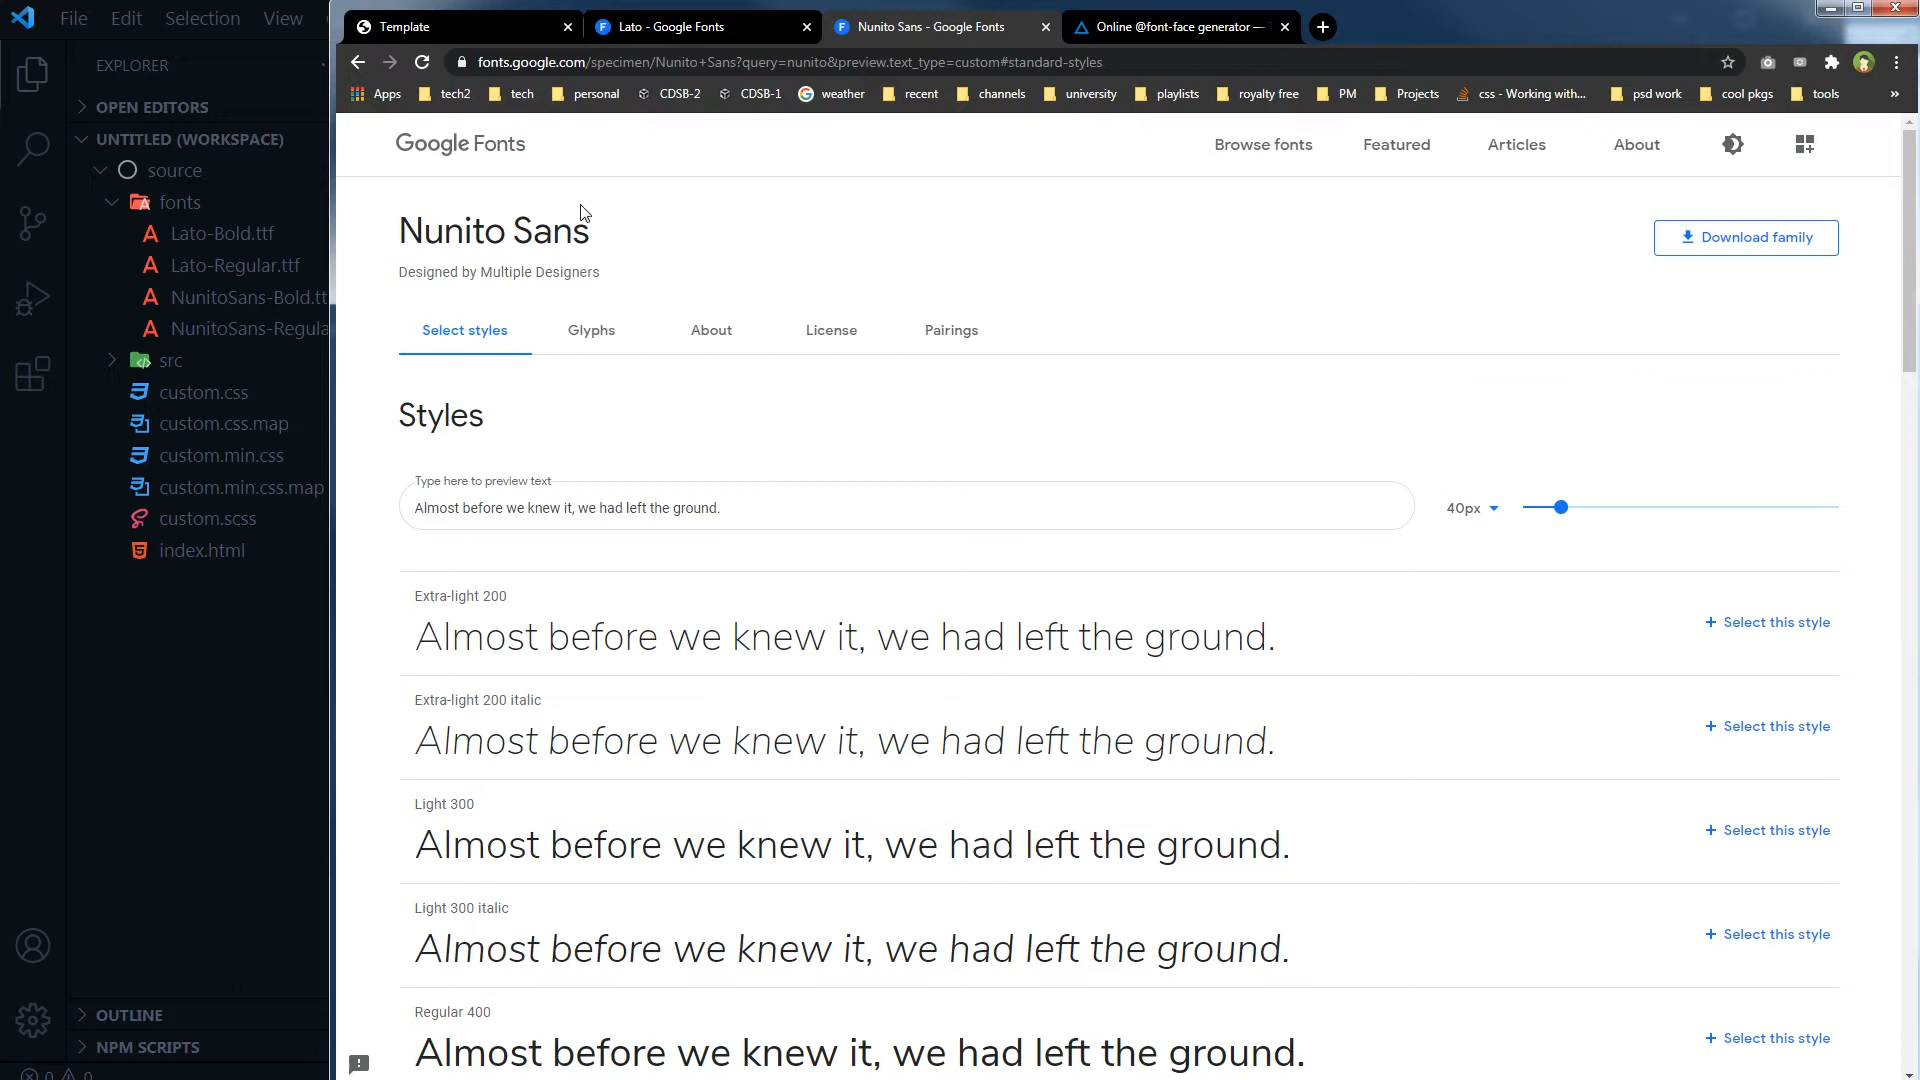 File Edit Selection View
Template
Lato - Google Fonts
Nunito Sans - Google Fonts
Online @font-face generator —
fonts.google.com/specimen/Nunito+Sans?query=nunito&preview.text_type=custom#standard-styles
Apps tech2 tech personal CDSB-2 CDSB-1 weather recent channels university playlists royalty free PM Projects css - Working with... psd work cool pkgs tools »
EXPLORER
OPEN EDITORS
UNTITLED (WORKSPACE)
source
fonts
Lato-Bold.ttf
Lato-Regular.ttf
NunitoSans-Bold.tt
NunitoSans-Regula
src
custom.css
custom.css.map
custom.min.css
custom.min.css.map
custom.scss
index.html
OUTLINE
NPM SCRIPTS
0 0
Google Fonts
Browse fonts Featured Articles About
Nunito Sans
Designed by Multiple Designers
Download family
Select styles Glyphs About License Pairings
Styles
Type here to preview text
Almost before we knew it, we had left the ground.
40px
Extra-light 200
Almost before we knew it, we had left the ground.
+ Select this style
Extra-light 200 italic
Almost before we knew it, we had left the ground.
+ Select this style
Light 300
Almost before we knew it, we had left the ground.
+ Select this style
Light 300 italic
Almost before we knew it, we had left the ground.
+ Select this style
Regular 400
Almost before we knew it, we had left the ground.
+ Select this style